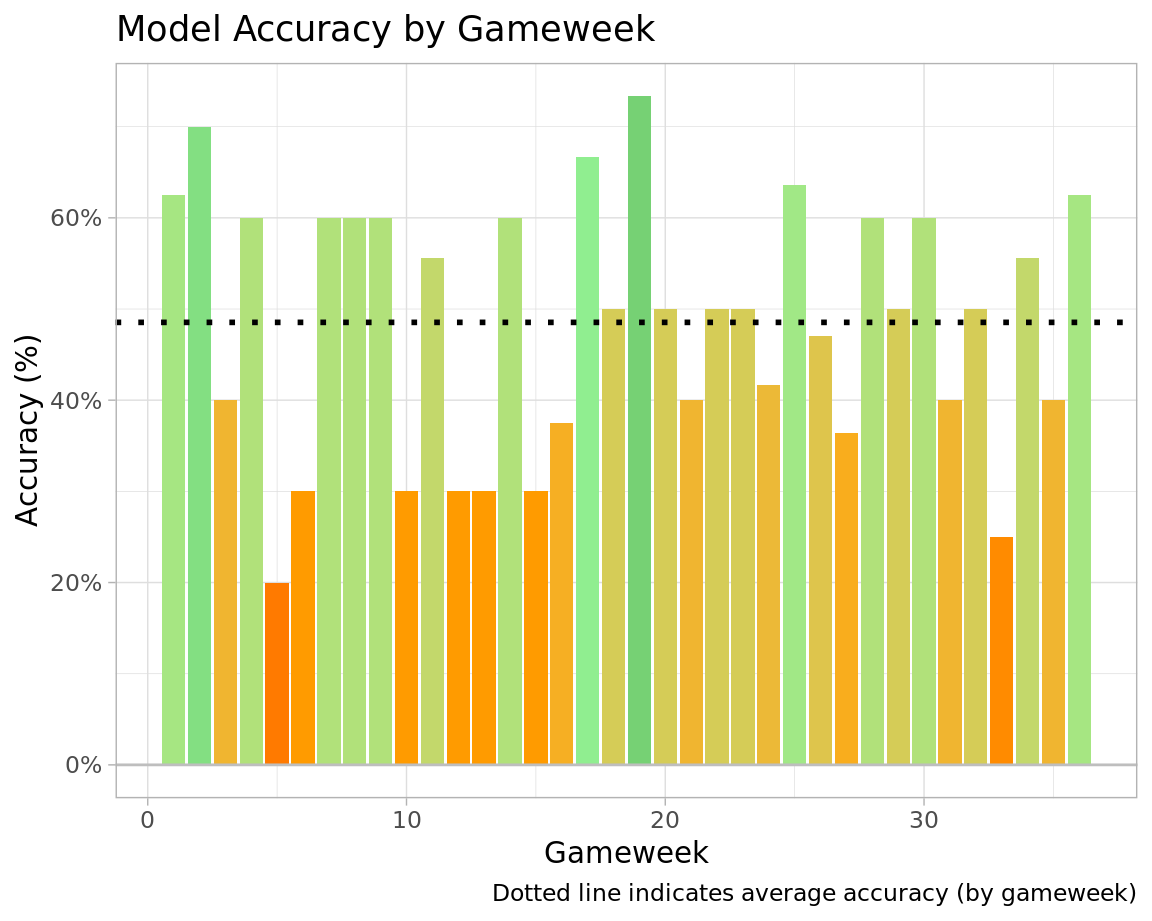 Model Accuracy by Gameweek
60%
40%
20%
0%
Accuracy (%)
0 10 20 30
Gameweek
Dotted line indicates average accuracy (by gameweek)